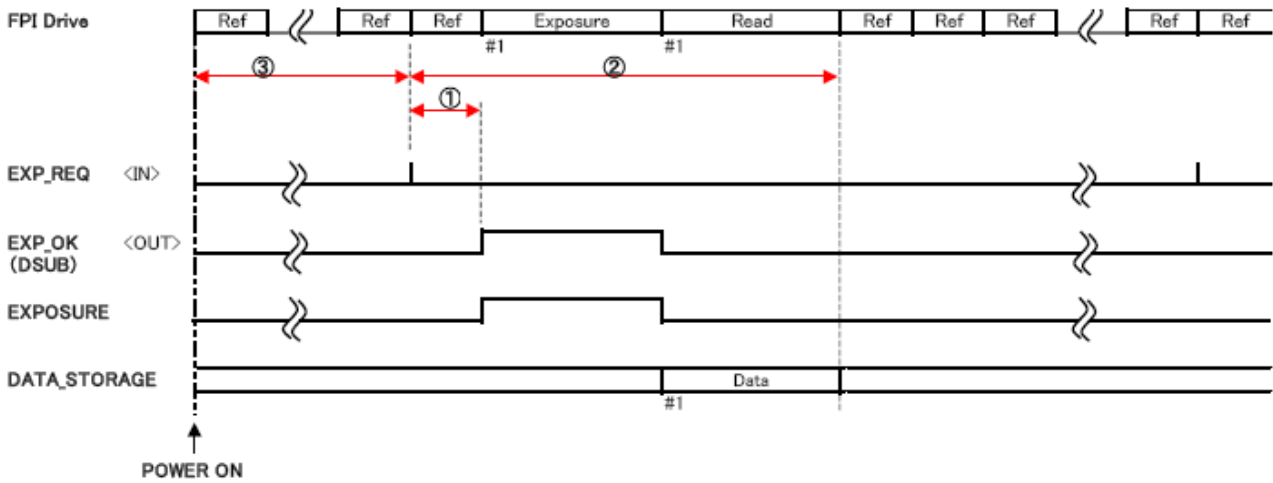 FPI Drive Ref Ref Ref Exposure Read Ref Ref Ref Ref Ref
#1 #1
③ ②
①
EXP_REQ <IN>
EXP_OK <OUT>
(DSUB)
EXPOSURE
DATA_STORAGE Data
#1
POWER ON